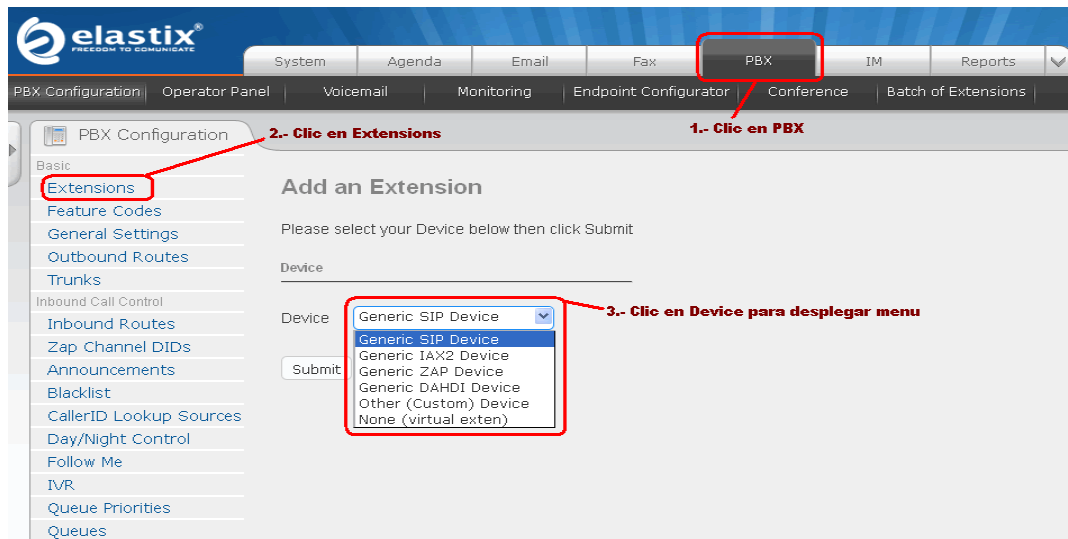 elastix®
FREEDOM TO COMUNICATE
System Agenda Email Fax PBX IM Reports
PBX Configuration Operator Panel Voicemail Monitoring Endpoint Configurator Conference Batch of Extensions
PBX Configuration
2.- Clic en Extensions
1.- Clic en PBX
Basic
Extensions
Feature Codes
General Settings
Outbound Routes
Trunks
Inbound Call Control
Inbound Routes
Zap Channel DIDs
Announcements
Blacklist
CallerID Lookup Sources
Day/Night Control
Follow Me
IVR
Queue Priorities
Queues
Add an Extension
Please select your Device below then click Submit
Device
Device Generic SIP Device
3.- Clic en Device para desplegar menu
Generic SIP Device
Generic IAX2 Device
Generic ZAP Device
Generic DAHDI Device
Other (Custom) Device
None (virtual exten)
Submit